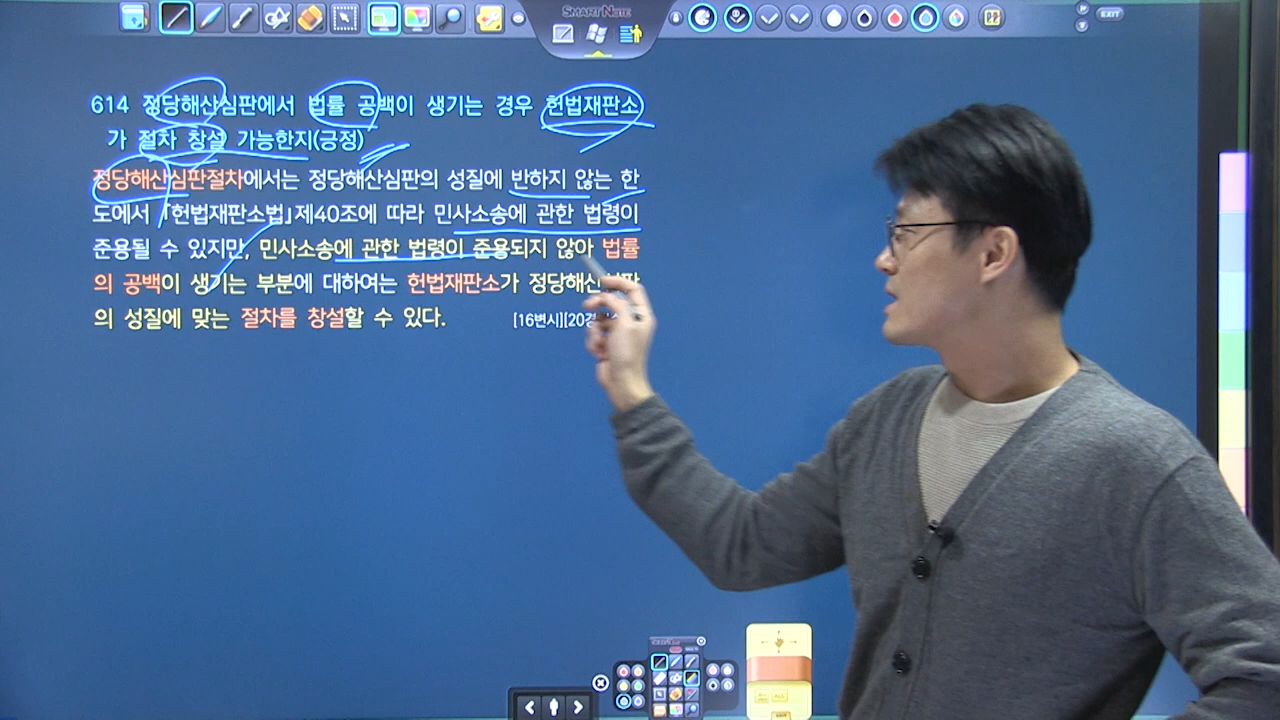 SMART NOTE
EXIT
614 정당해산심판에서 법률 공백이 생기는 경우 헌법재판소
가 절차 창설 가능한지(긍정)
정당해산심판절차에서는 정당해산심판의 성질에 반하지 않는 한
도에서 「헌법재판소법」제40조에 따라 민사소송에 관한 법령이
준용될 수 있지만, 민사소송에 관한 법령이 준용되지 않아 법률
의 공백이 생기는 부분에 대하여는 헌법재판소가 정당해산심판
의 성질에 맞는 절차를 창설할 수 있다. [16변시][20